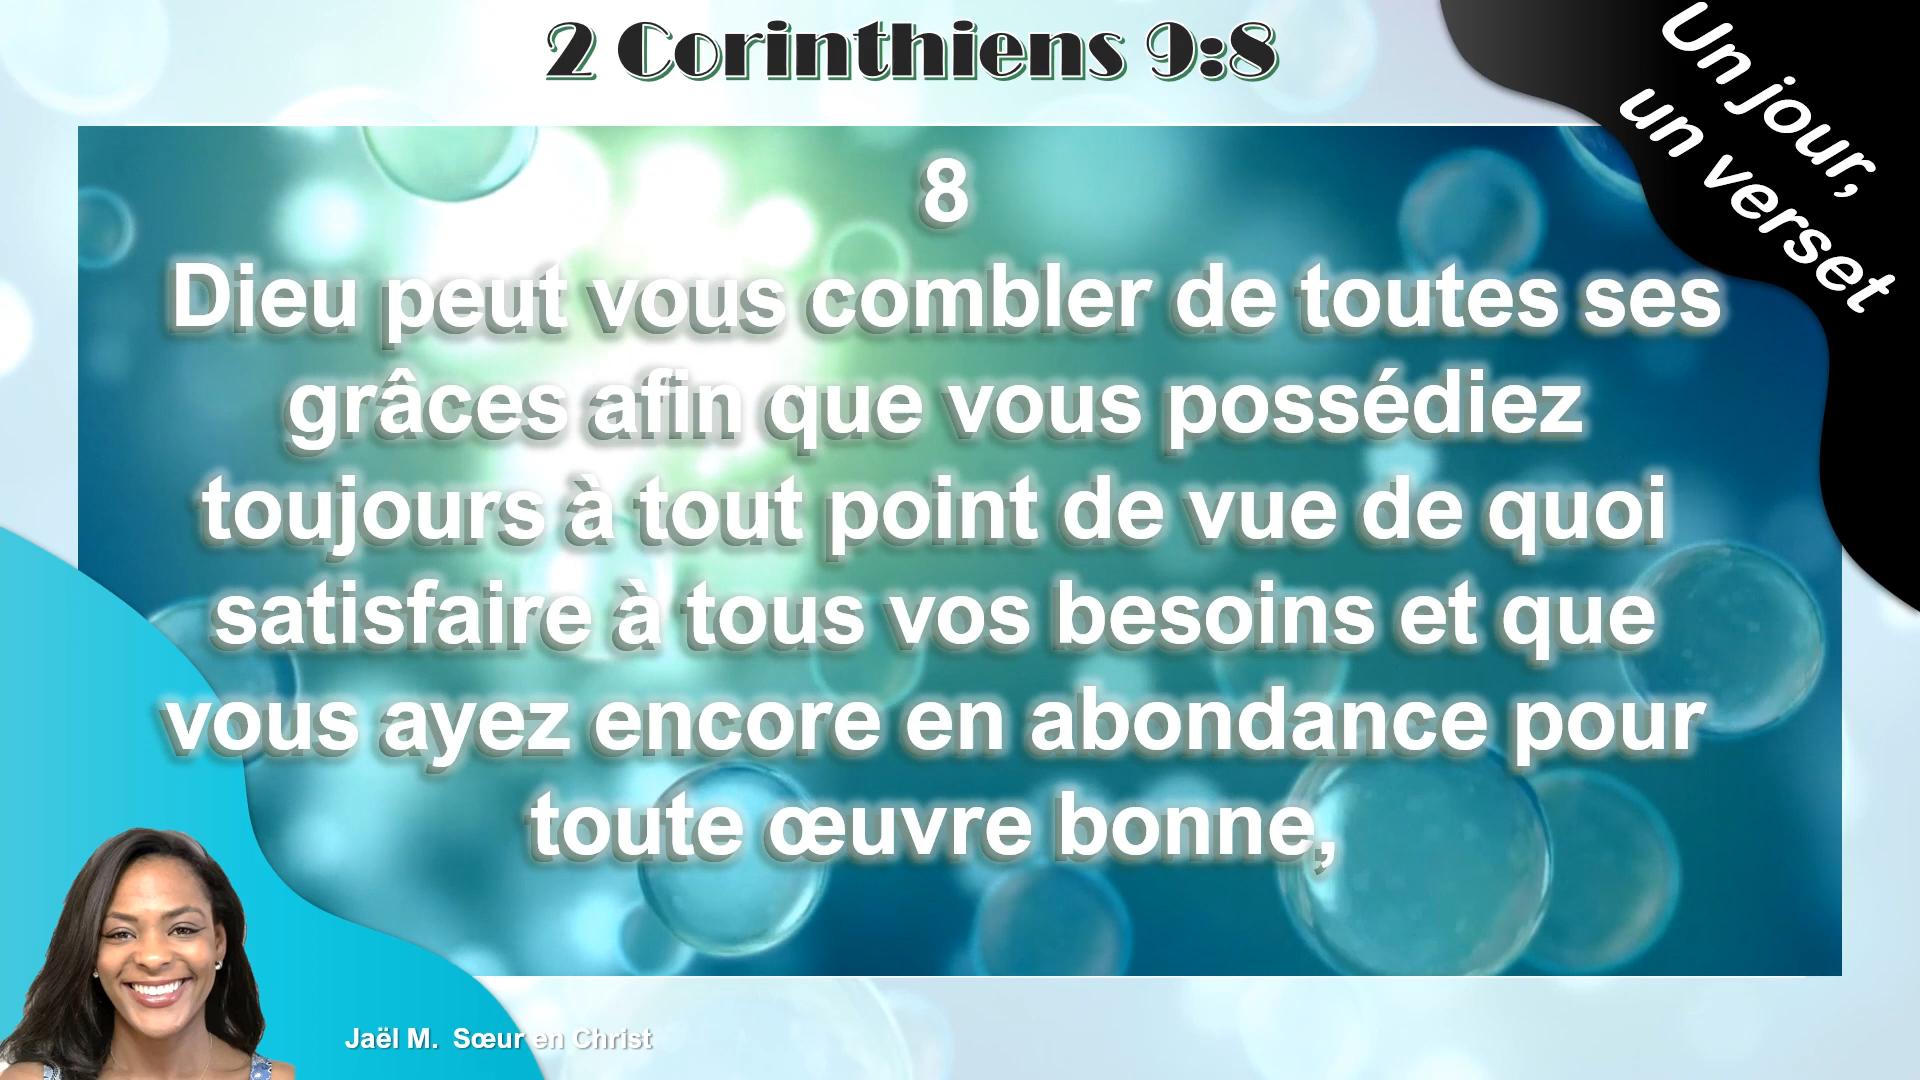 2 Corinthiens 9:8
Un jour,
un verset
8
Dieu peut vous combler de toutes ses
grâces afin que vous possédiez
toujours à tout point de vue de quoi
satisfaire à tous vos besoins et que
vous ayez encore en abondance pour
toute œuvre bonne,
Jaël M. Sœur en Christ